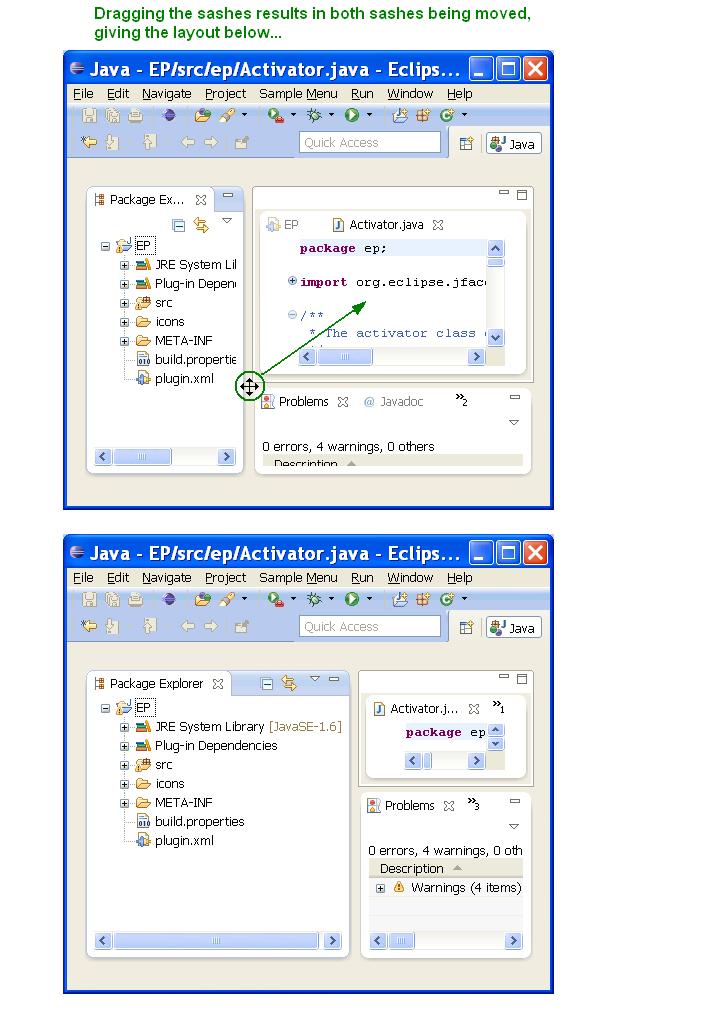 Dragging the sashes results in both sashes being moved,
giving the layout below...
Java - EP/src/ep/Activator.java - Eclips...
File Edit Navigate Project Sample Menu Run Window Help
Quick Access
Java
Package Ex...
EP
JRE System Lil
Plug-in Depen
src
icons
META-INF
build.propertie
plugin.xml
EP Activator.java
package ep;
import org.eclipse.jface
/**
* The activator class
Problems @ Javadoc »2
0 errors, 4 warnings, 0 others
Description
Java - EP/src/ep/Activator.java - Eclips...
File Edit Navigate Project Sample Menu Run Window Help
Quick Access
Java
Package Explorer
EP
JRE System Library [JavaSE-1.6]
Plug-in Dependencies
src
icons
META-INF
build.properties
plugin.xml
Activator.j... »1
package ep
Problems »3
0 errors, 4 warnings, 0 oth
Description
Warnings (4 items)